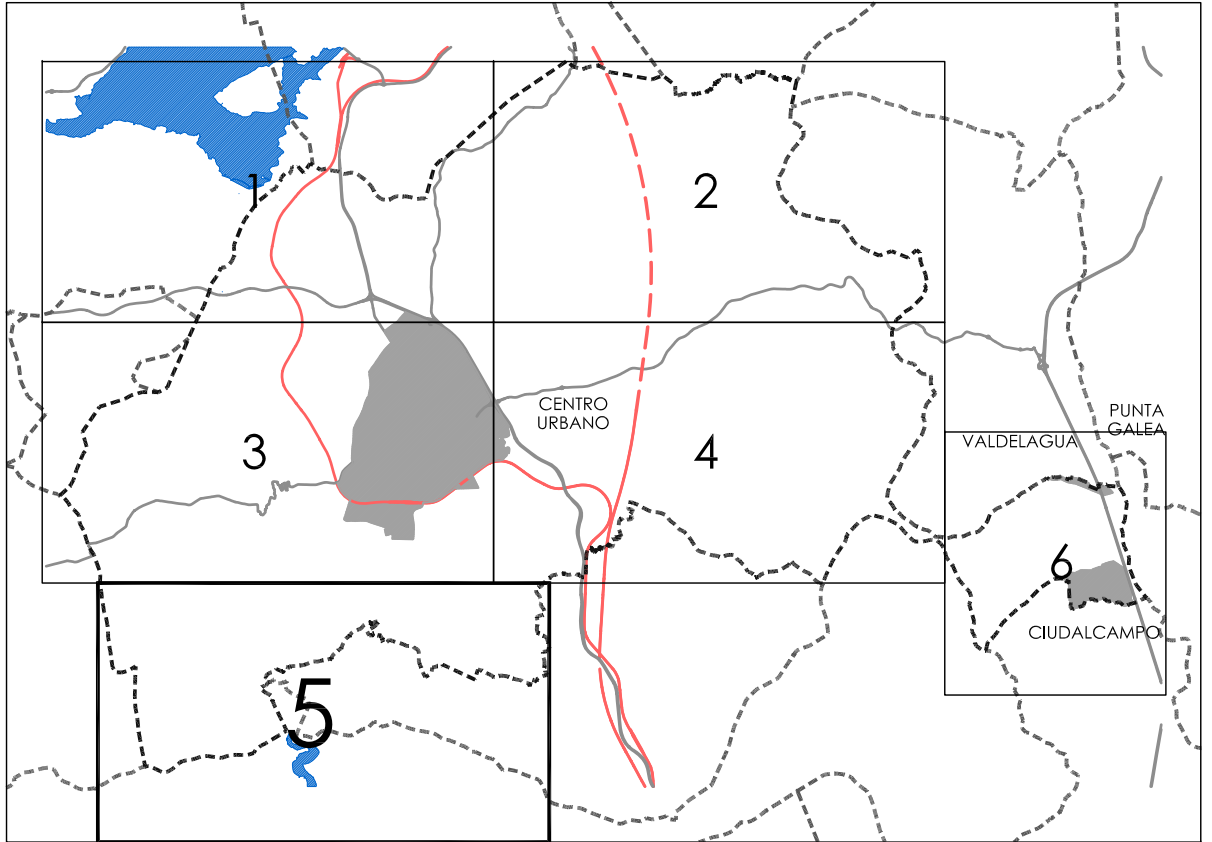 1
2
CENTRO
URBANO
PUNTA
GALEA
VALDELAGUA
3
4
6
CIUDALCAMPO
5